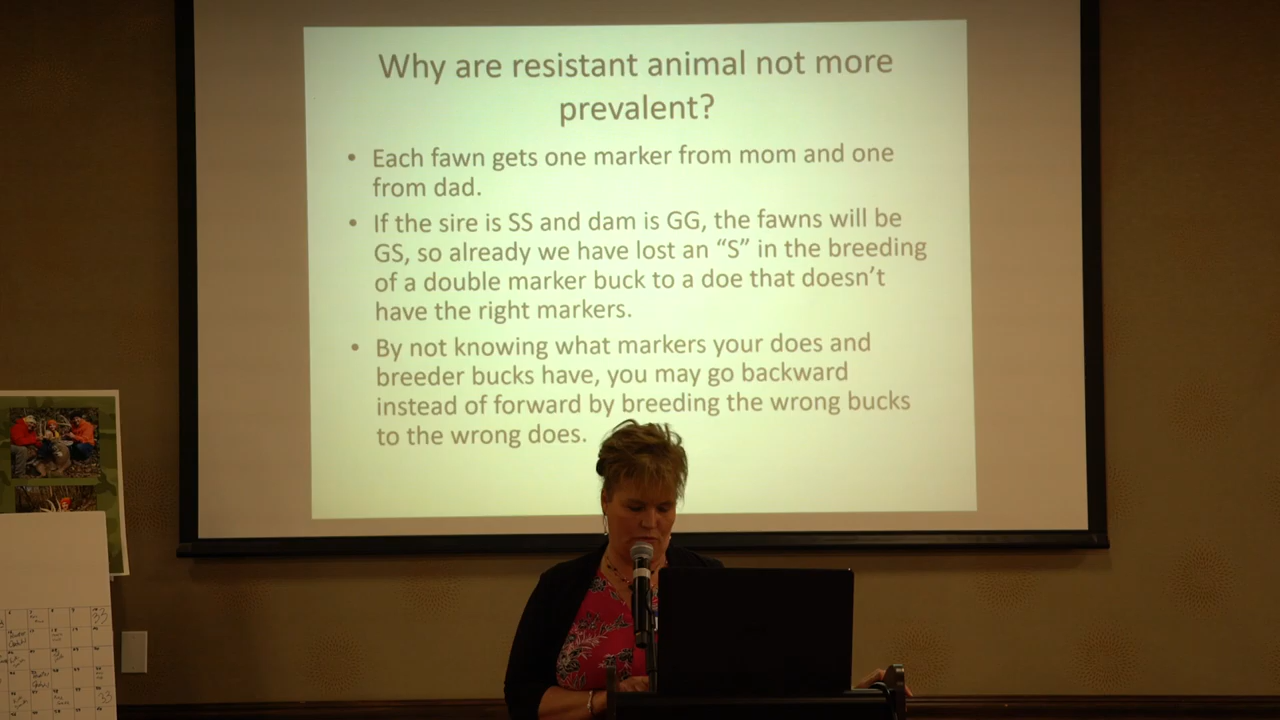 Why are resistant animal not more
prevalent?
• Each fawn gets one marker from mom and one
from dad.
• If the sire is SS and dam is GG, the fawns will be
GS, so already we have lost an “S” in the breeding
of a double marker buck to a doe that doesn’t
have the right markers.
• By not knowing what markers your does and
breeder bucks have, you may go backward
instead of forward by breeding the wrong bucks
to the wrong does.